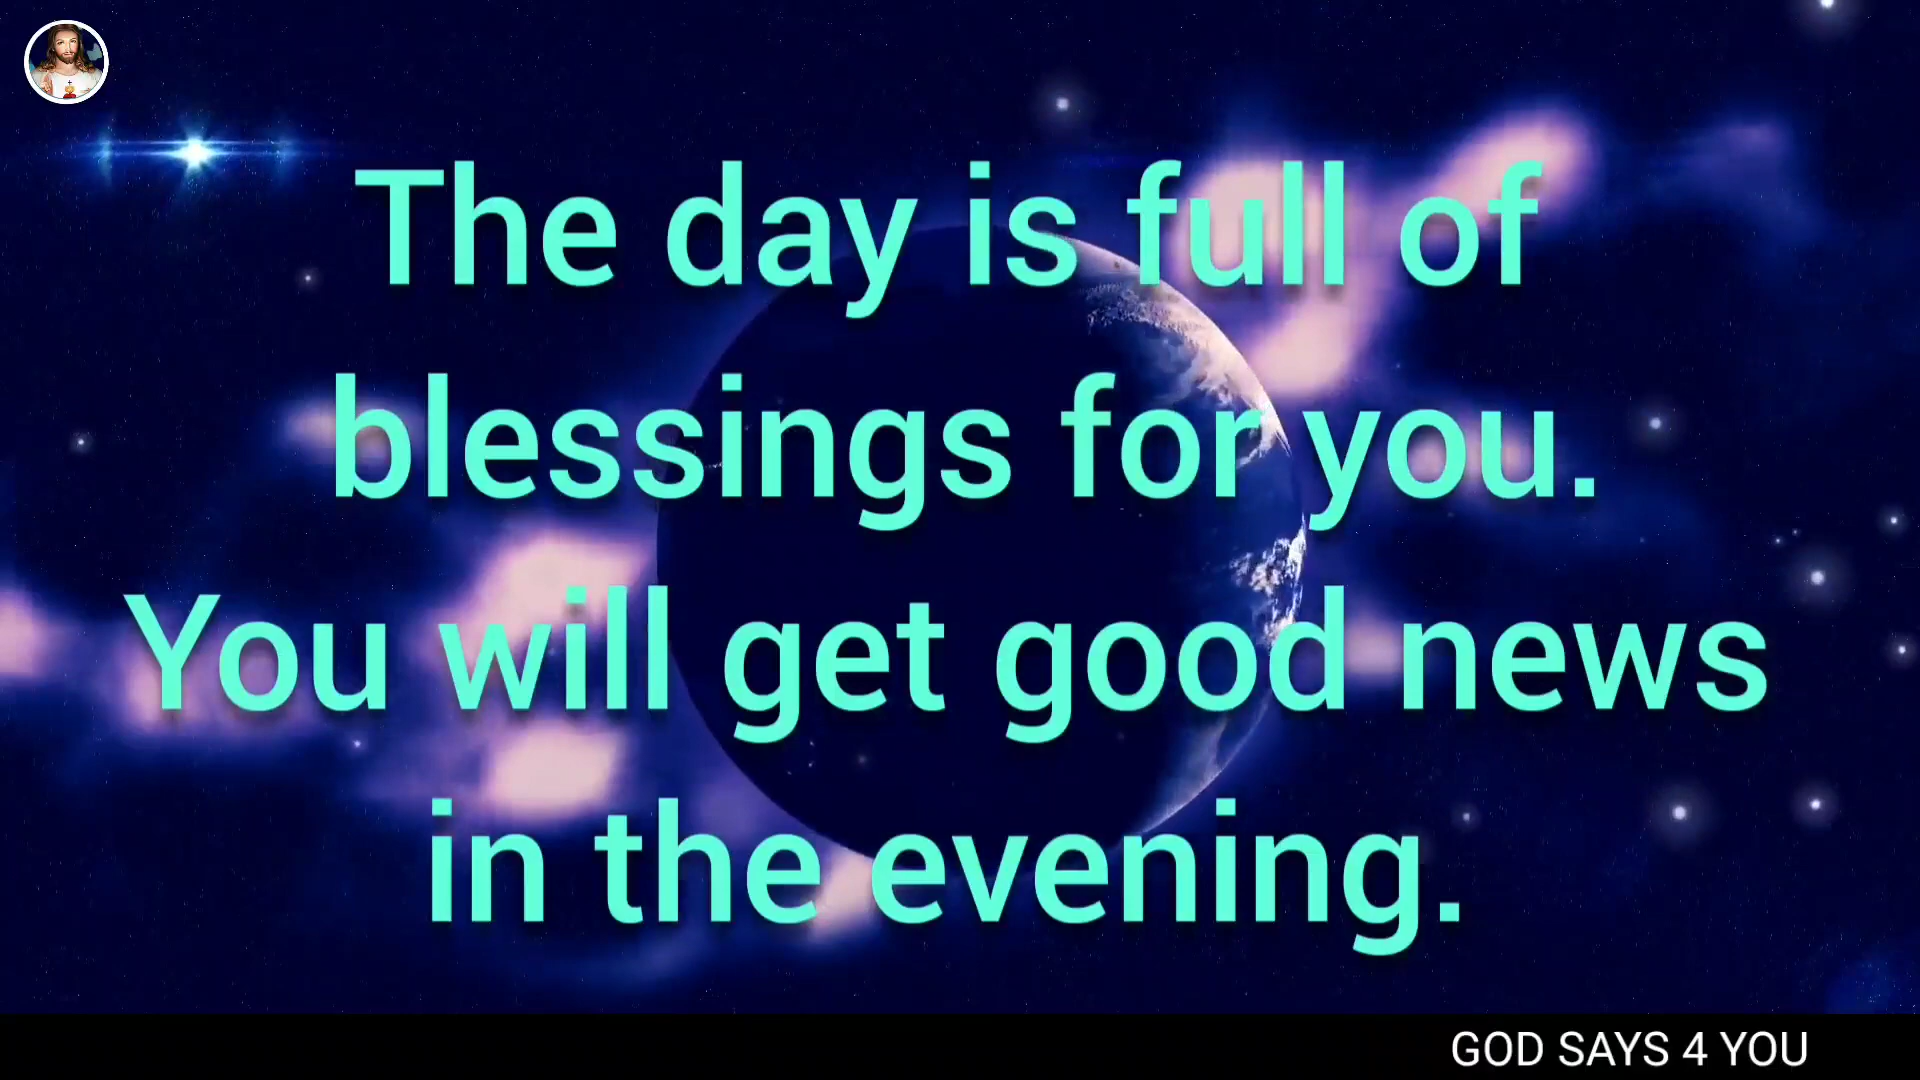 The day is full of
blessings for you.
You will get good news
in the evening.
GOD SAYS 4 YOU